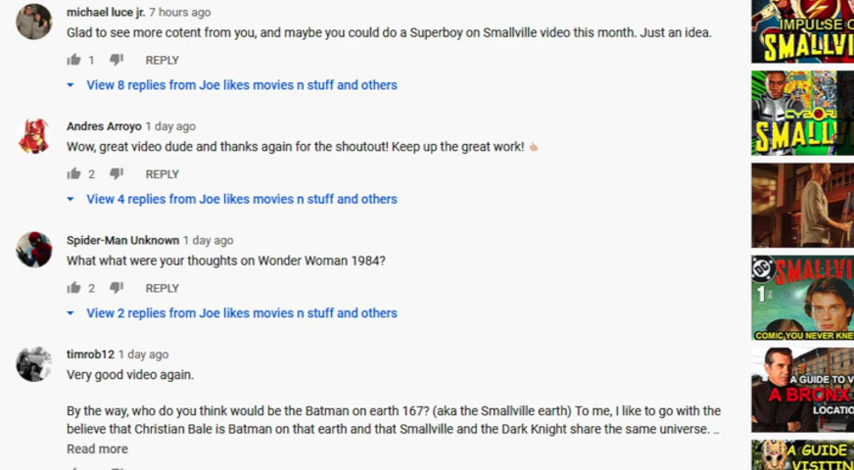 michael luce jr. 7 hours ago
Glad to see more cotent from you, and maybe you could do a Superboy on Smallville video this month. Just an idea.
1 REPLY
View 8 replies from Joe likes movies n stuff and others
Andres Arroyo 1 day ago
Wow, great video dude and thanks again for the shoutout! Keep up the great work! 👍🏻
2 REPLY
View 4 replies from Joe likes movies n stuff and others
Spider-Man Unknown 1 day ago
What what were your thoughts on Wonder Woman 1984?
2 REPLY
View 2 replies from Joe likes movies n stuff and others
timrob12 1 day ago
Very good video again.
By the way, who do you think would be the Batman on earth 167? (aka the Smallville earth) To me, I like to go with the
believe that Christian Bale is Batman on that earth and that Smallville and the Dark Knight share the same universe. ...
Read more
IMPULSE O
SMALLVI
CYBOR
SMALL
DC SMALLVI
1
COMIC YOU NEVER KNE
A GUIDE TO V
A BRONX
LOCATIO
A GUIDE
VISITIN